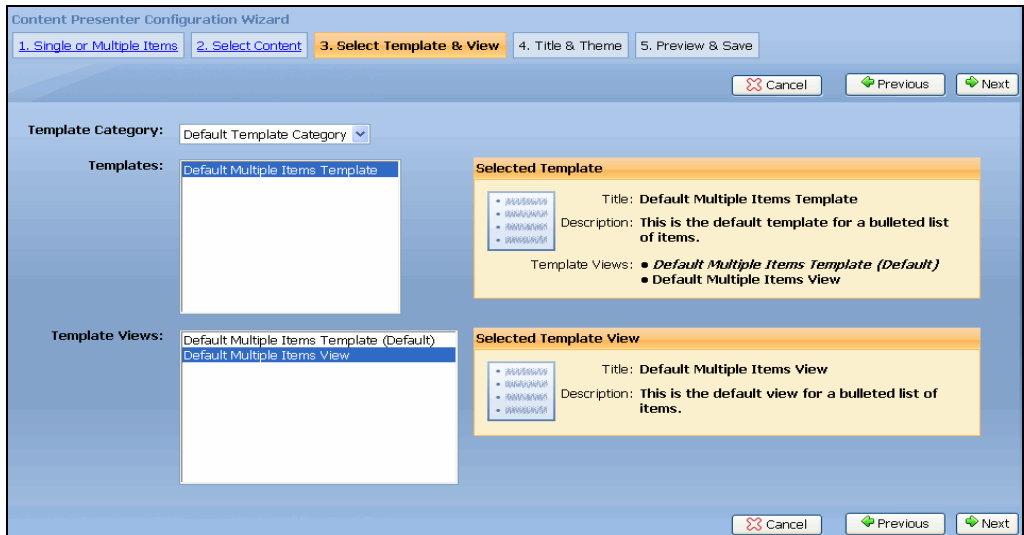 Content Presenter Configuration Wizard
1. Single or Multiple Items 2. Select Content 3. Select Template & View 4. Title & Theme 5. Preview & Save
Cancel Previous Next
Template Category: Default Template Category
Templates: Default Multiple Items Template
Selected Template
Title: Default Multiple Items Template
Description: This is the default template for a bulleted list
of items.
Template Views: • Default Multiple Items Template (Default)
• Default Multiple Items View
Template Views: Default Multiple Items Template (Default)
Default Multiple Items View
Selected Template View
Title: Default Multiple Items View
Description: This is the default view for a bulleted list of
items.
Cancel Previous Next